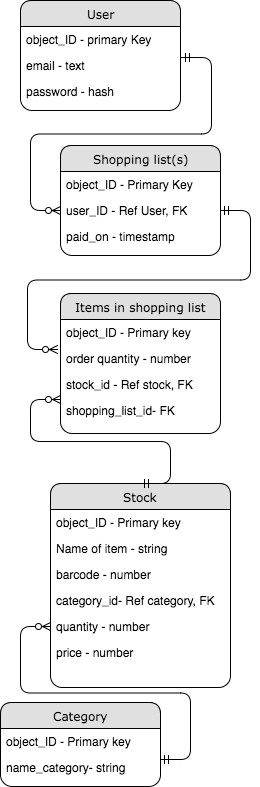 User
object_ID - primary Key
email - text
password - hash
Shopping list(s)
object_ID - Primary Key
user_ID - Ref User, FK
paid_on - timestamp
Items in shopping list
object_ID - Primary key
order quantity - number
stock_id - Ref stock, FK
shopping_list_id- FK
Stock
object_ID - Primary key
Name of item - string
barcode - number
category_id- Ref category, FK
quantity - number
price - number
Category
object_ID - Primary key
name_category- string